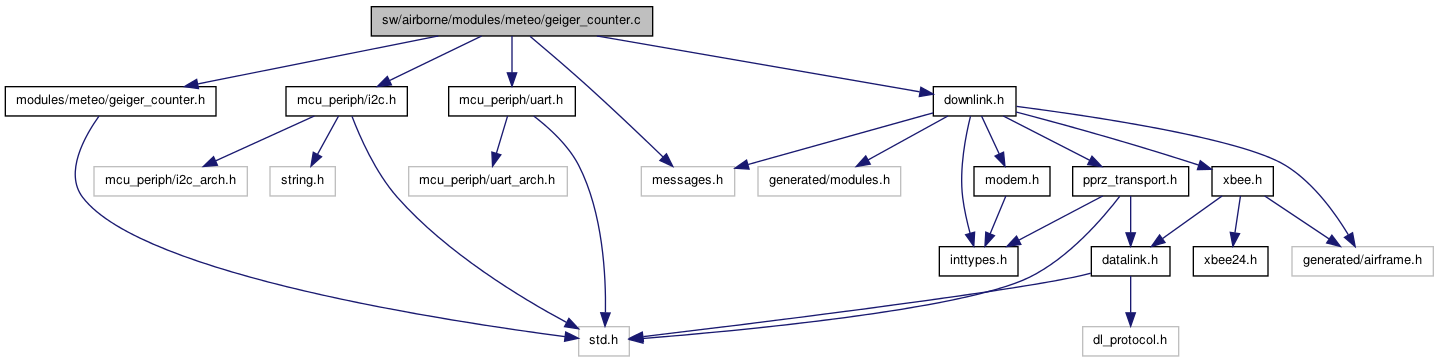 sw/airborne/modules/meteo/geiger_counter.c
modules/meteo/geiger_counter.h
mcu_periph/i2c.h
mcu_periph/uart.h
downlink.h
mcu_periph/i2c_arch.h
string.h
mcu_periph/uart_arch.h
messages.h
generated/modules.h
modem.h
pprz_transport.h
xbee.h
inttypes.h
datalink.h
xbee24.h
generated/airframe.h
std.h
dl_protocol.h